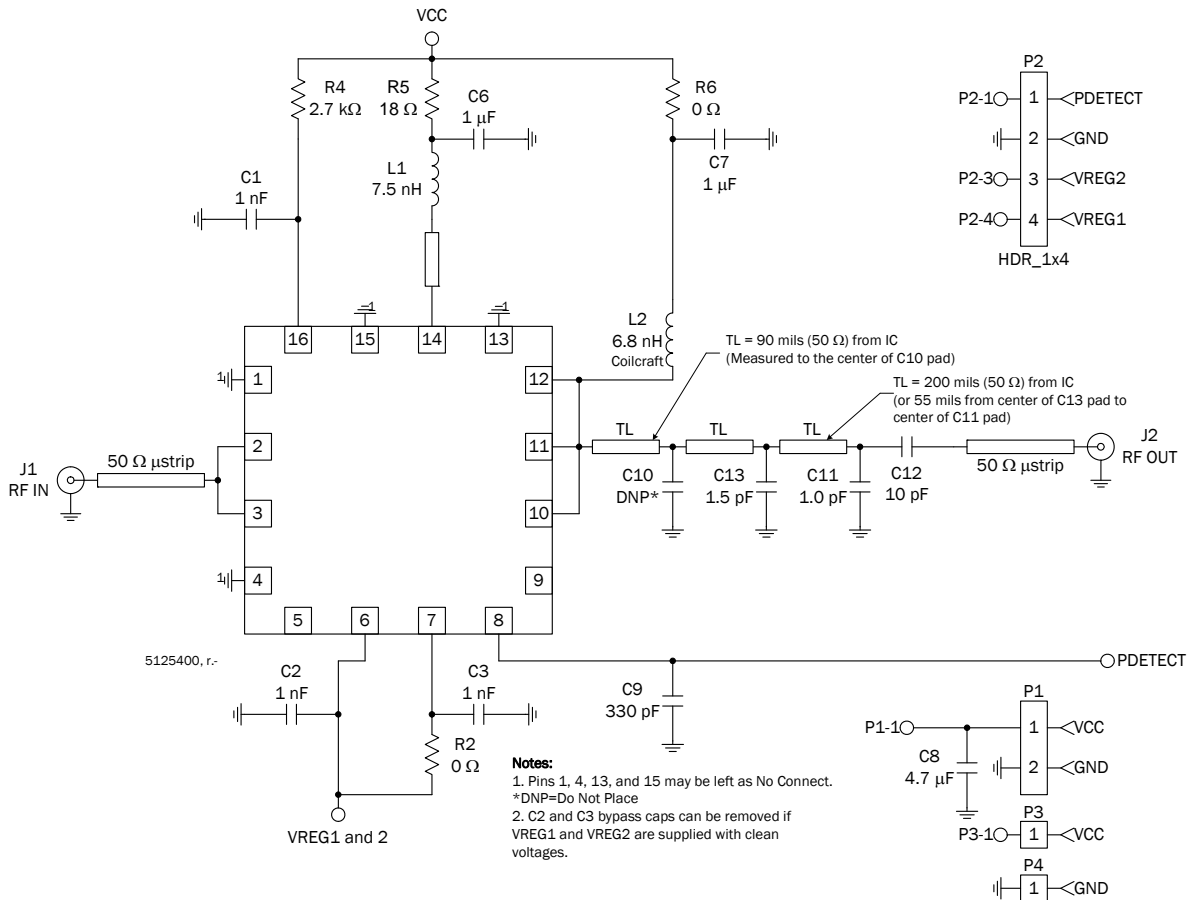 VCC
P2
R4
2.7 kΩ
R5
18 Ω
C6
1 µF
R6
0 Ω
P2-1
1
PDETECT
2
GND
C7
1 µF
L1
7.5 nH
C1
1 nF
P2-3
3
VREG2
P2-4
4
VREG1
HDR_1x4
1
1
16
15
14
13
L2
6.8 nH
Coilcraft
TL = 90 mils (50 Ω) from IC
(Measured to the center of C10 pad)
1
1
12
TL = 200 mils (50 Ω) from IC
(or 55 mils from center of C13 pad to
center of C11 pad)
TL
TL
TL
2
11
J1
RF IN
50 Ω µstrip
J2
RF OUT
C10
DNP*
C13
1.5 pF
C11
1.0 pF
C12
10 pF
50 Ω µstrip
3
10
1
4
9
5
6
7
8
5125400, r.-
PDETECT
C2
1 nF
C3
1 nF
C9
330 pF
P1
P1-1
1
VCC
R2
0 Ω
C8
4.7 µF
2
GND
Notes:
1. Pins 1, 4, 13, and 15 may be left as No Connect.
*DNP=Do Not Place
2. C2 and C3 bypass caps can be removed if
VREG1 and VREG2 are supplied with clean
voltages.
VREG1 and 2
P3
P3-1
1
VCC
P4
1
GND